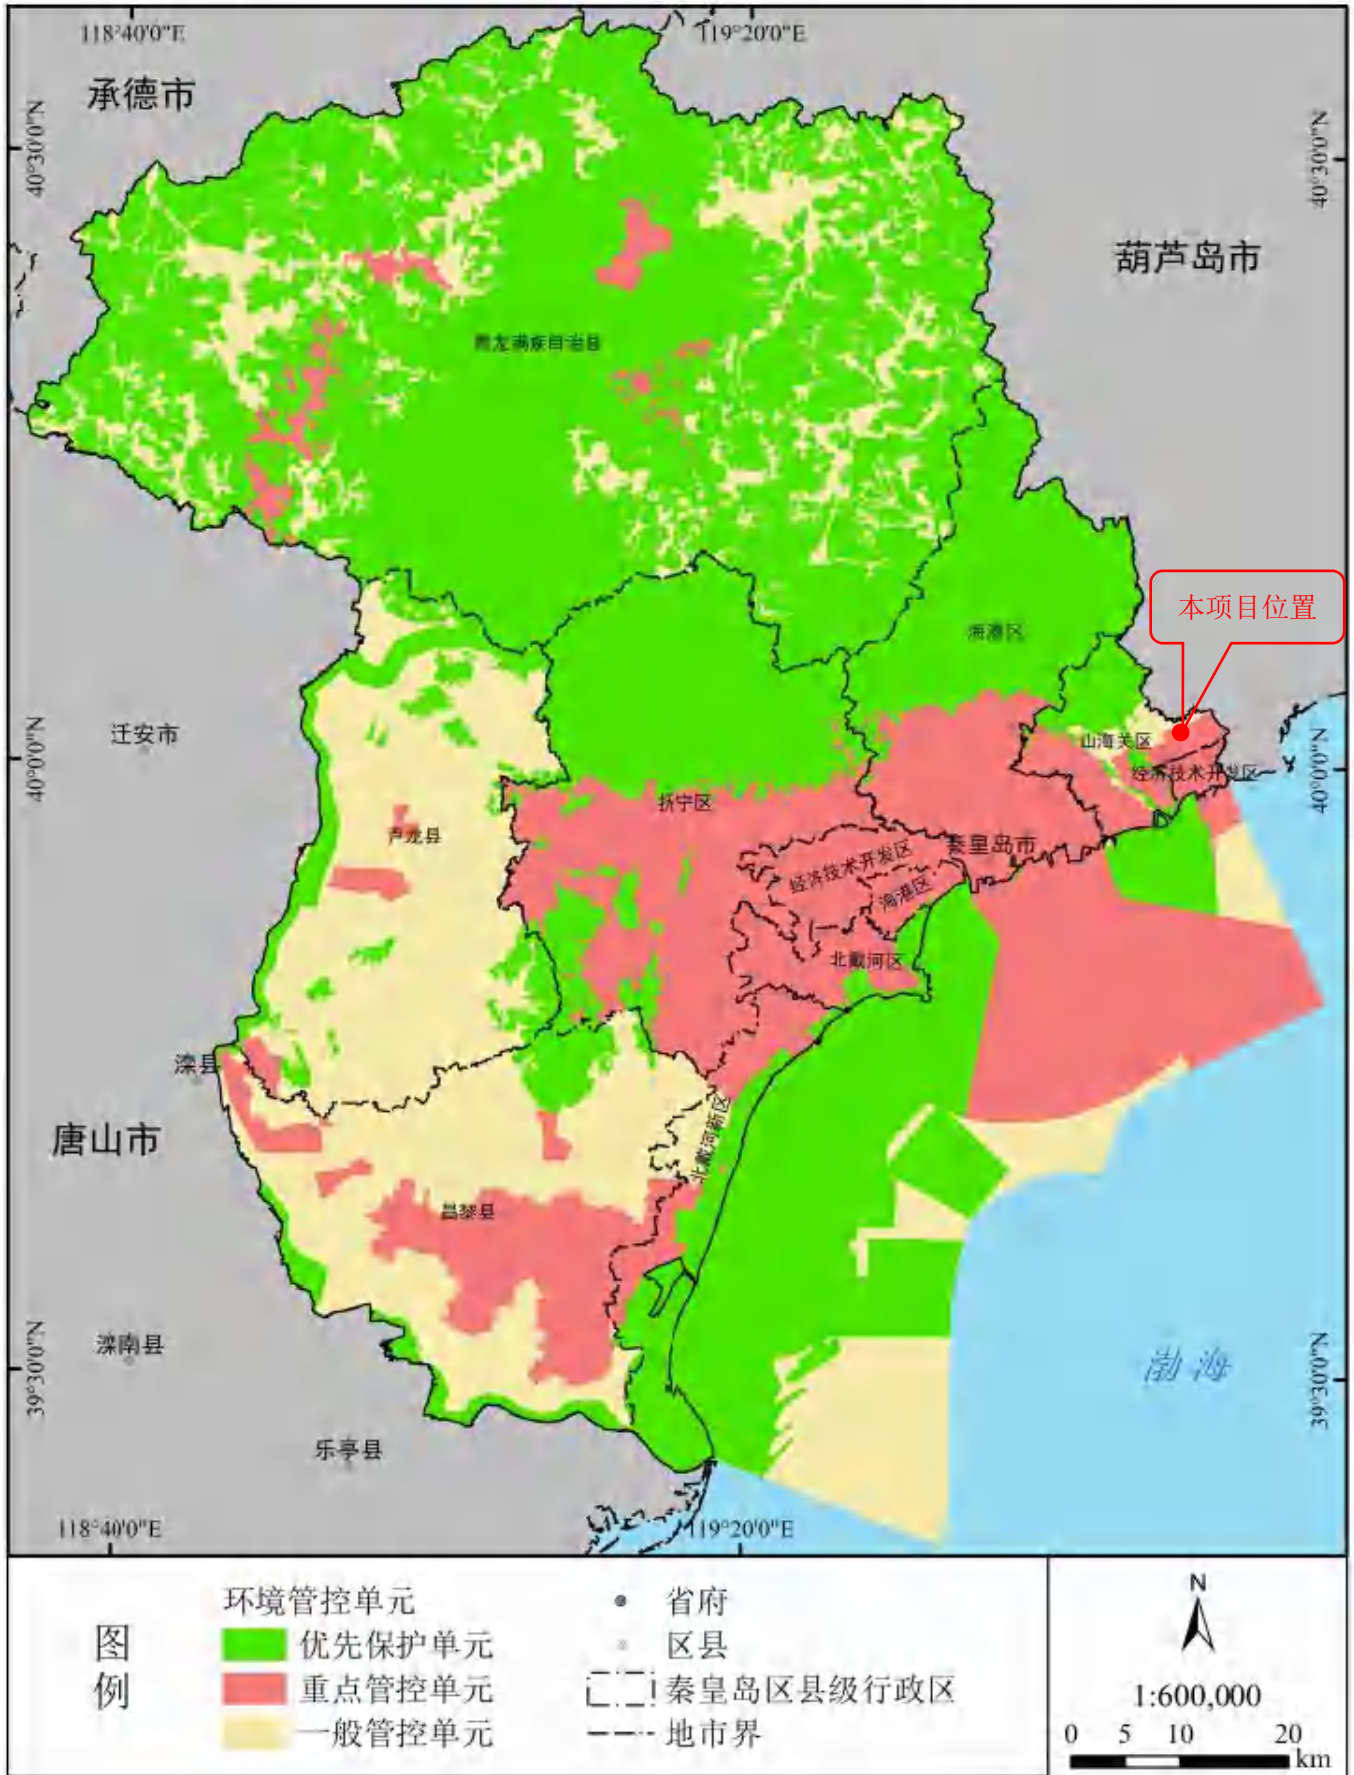 118°40'0"E
119°20'0"E
承德市
40°30'0"N
40°30'0"N
葫芦岛市
青龙满族自治县
本项目位置
海港区
迁安市
40°0'0"N
山海关区
40°0'0"N
经济技术开发区
抚宁区
卢龙县
秦皇岛市
经济技术开发区
海港区
北戴河区
滦县
唐山市
北戴河新区
昌黎县
滦南县
39°30'0"N
渤海
39°30'0"N
乐亭县
118°40'0"E
119°20'0"E
图例
环境管控单元
优先保护单元
重点管控单元
一般管控单元
省府
区县
秦皇岛区县级行政区
地市界
N
1:600,000
0 5 10 20
km